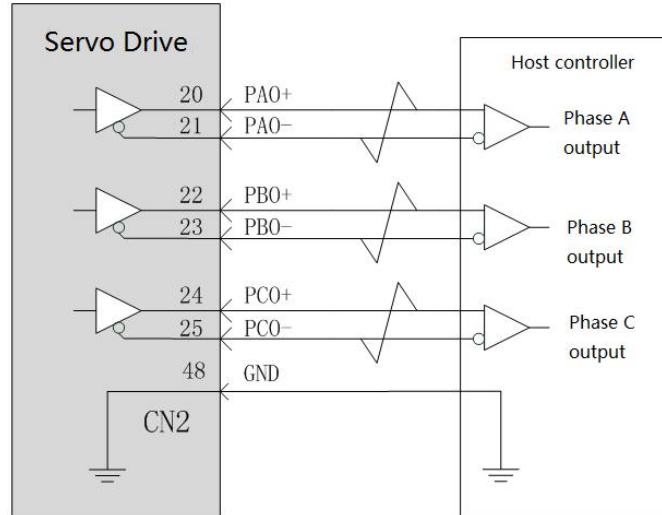 Servo Drive
Host controller
20 PAO+
21 PAO-
Phase A
output
22 PBO+
23 PBO-
Phase B
output
24 PCO+
25 PCO-
Phase C
output
48 GND
CN2